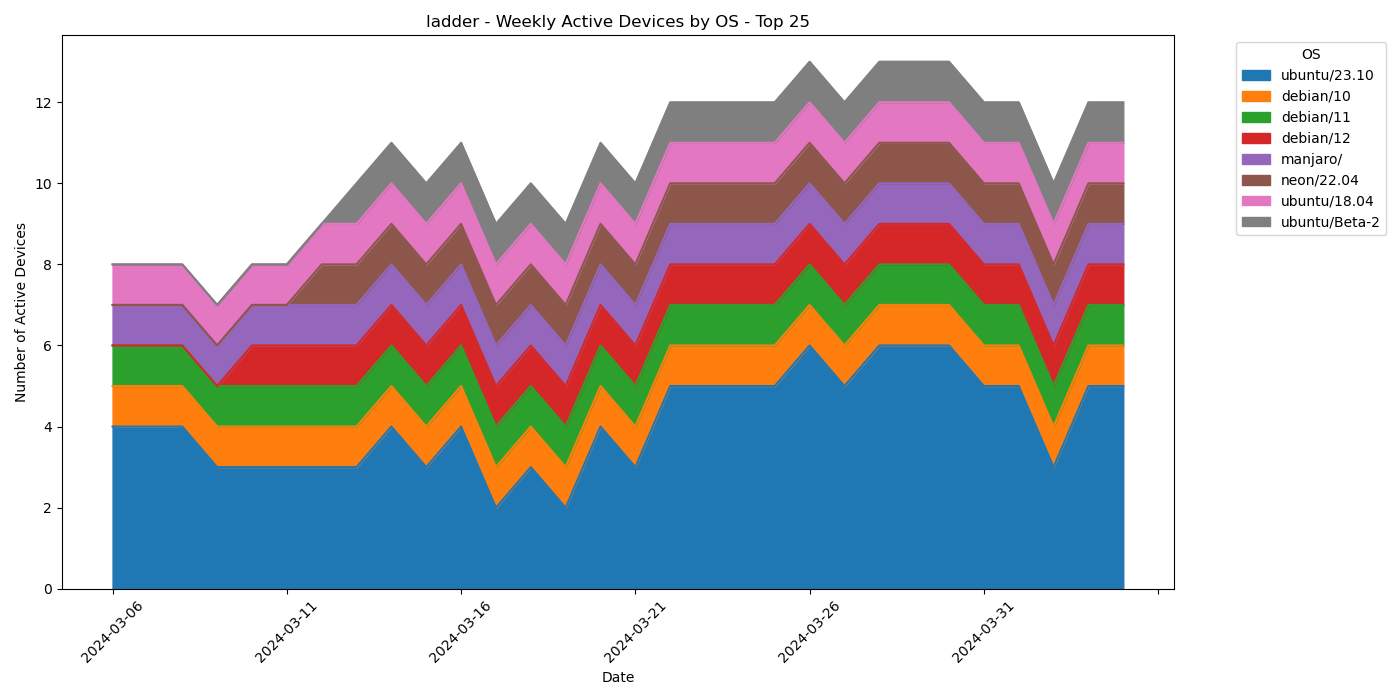 ladder - Weekly Active Devices by OS - Top 25
Number of Active Devices
12
10
8
6
4
2
0
2024-03-06
2024-03-11
2024-03-16
2024-03-21
2024-03-26
2024-03-31
Date
OS
ubuntu/23.10
debian/10
debian/11
debian/12
manjaro/
neon/22.04
ubuntu/18.04
ubuntu/Beta-2